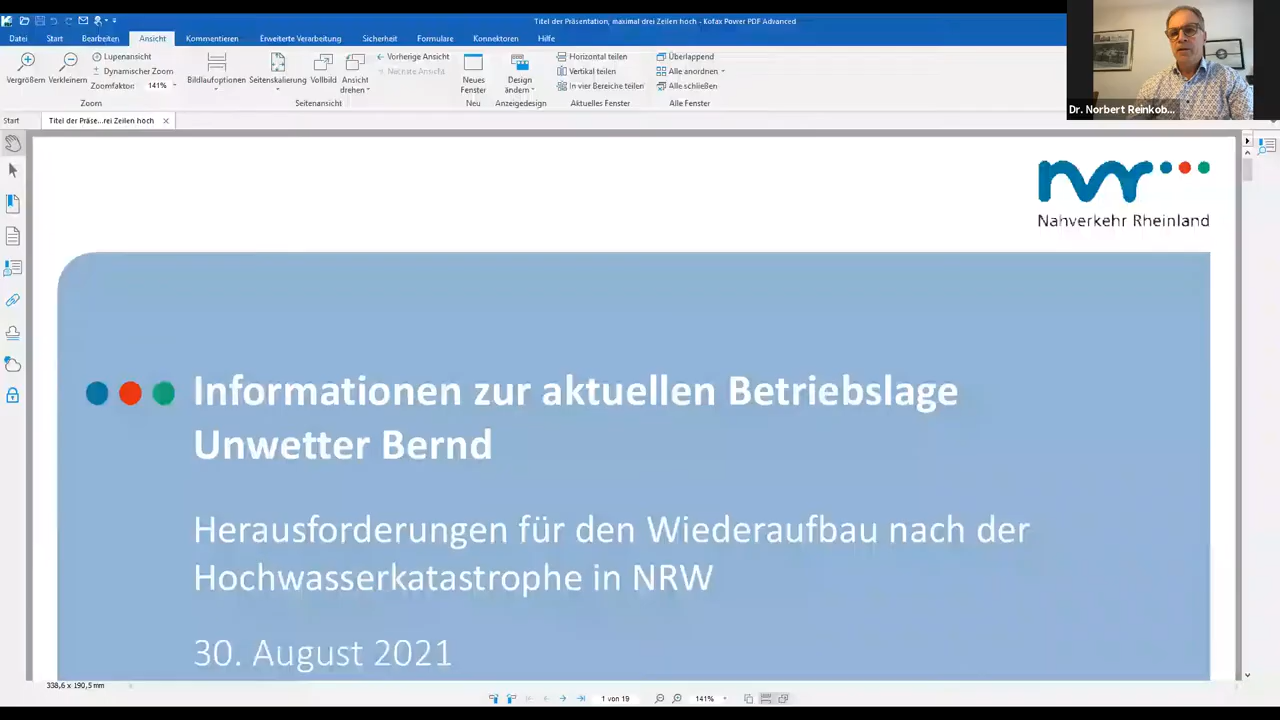 Titel der Präsentation, maximal drei Zeilen hoch - Kofax Power PDF Advanced
Datei Start Bearbeiten Ansicht Kommentieren Erweiterte Verarbeitung Sicherheit Formulare Konnektoren Hilfe
Vergrößern Verkleinern
Lupenansicht
Dynamischer Zoom
Zoomfaktor: 141%
Bildlaufoptionen Seitenskalierung Vollbild Ansicht drehen
Vorherige Ansicht
Nächste Ansicht
Neues Fenster
Design ändern
Horizontal teilen
Vertikal teilen
In vier Bereiche teilen
Überlappend
Alle anordnen
Alle schließen
Zoom Seitenansicht Neu Anzeigedesign Aktuelles Fenster Alle Fenster
Dr. Norbert Reinkob...
Start Titel der Präse...rei Zeilen hoch
nvr
Nahverkehr Rheinland
Informationen zur aktuellen Betriebslage
Unwetter Bernd
Herausforderungen für den Wiederaufbau nach der
Hochwasserkatastrophe in NRW
30. August 2021
338,6 x 190,5 mm
1 von 19 141%